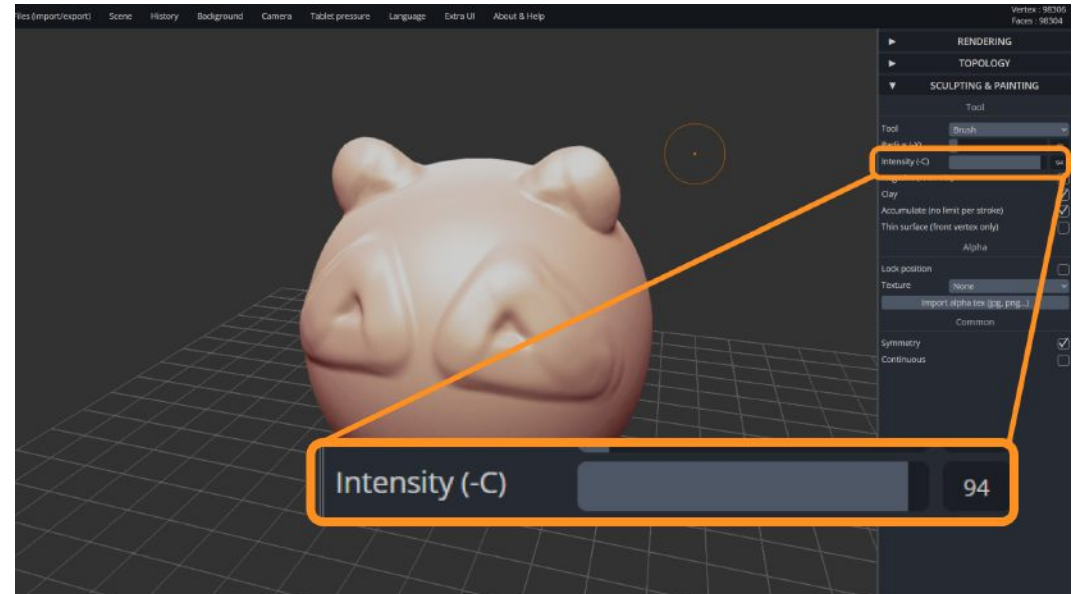 Files (import/export) Scene History Background Camera Tablet pressure Language Extra UI About & Help
Vertex : 98306
Faces : 98304
RENDERING
TOPOLOGY
SCULPTING & PAINTING
Tool
Tool Brush
Intensity (-C) 94
Clay
Accumulate (no limit per stroke)
Thin surface (front vertex only)
Alpha
Lock position
Texture None
Import alpha tex (jpg, png...)
Common
Symmetry
Continuous
Intensity (-C) 94